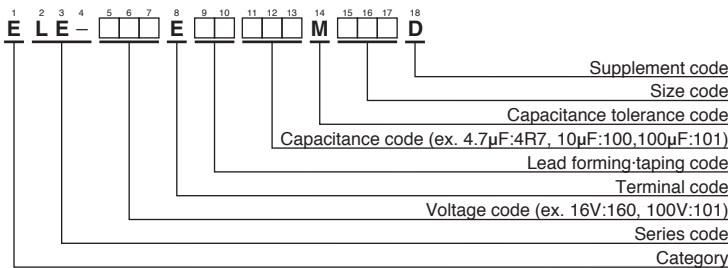 1 2 3 4 5 6 7 8 9 10 11 12 13 14 15 16 17 18
E L E – E M D
Supplement code
Size code
Capacitance tolerance code
Capacitance code (ex. 4.7µF:4R7, 10µF:100,100µF:101)
Lead forming·taping code
Terminal code
Voltage code (ex. 16V:160, 100V:101)
Series code
Category